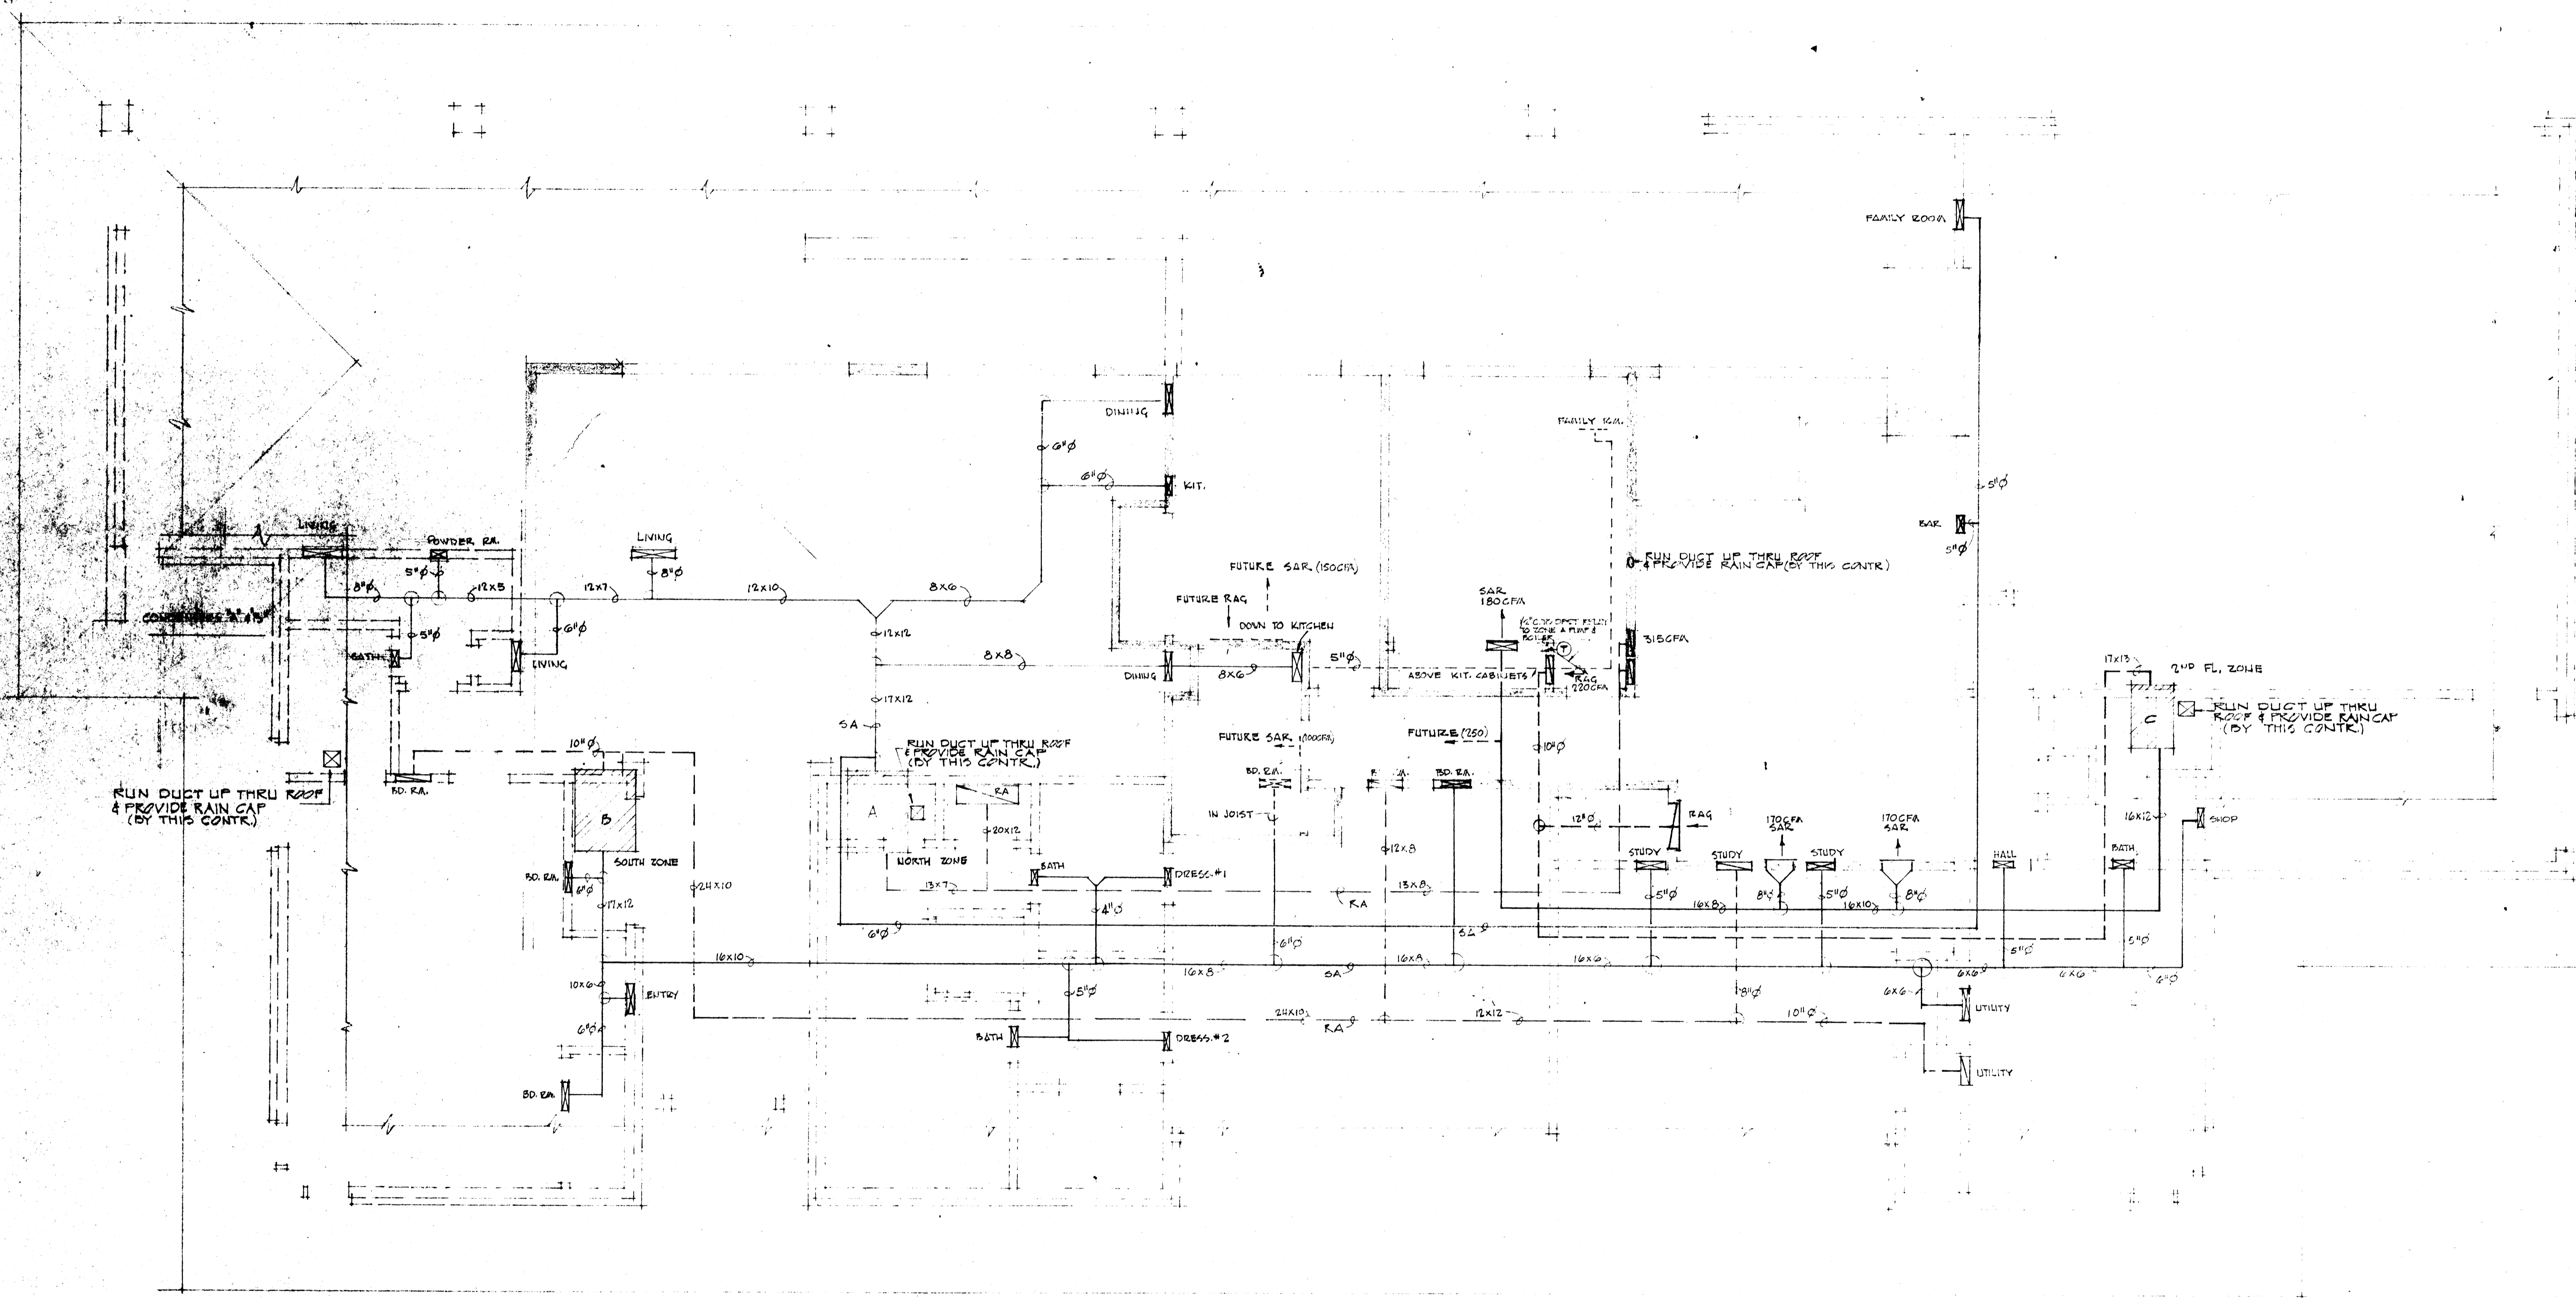 FAMILY ROOM
DINING
6"Ø
6"Ø
KIT.
FAMILY RM.
5"Ø
BAR
5"Ø
LIVING
POWDER RM.
5"Ø
LIVING
8"Ø
8"Ø
12X5
12X7
12X10
8X6
5"Ø
6"Ø
BATH
LIVING
12X12
8X8
17X12
SA
FUTURE SAR (150CFM)
FUTURE RAG
DOWN TO KITCHEN
DINING
8X6
5"Ø
SAR
180CFM
ABOVE KIT. CABINETS
T
RAG
220CFM
315CFM
RUN DUCT UP THRU ROOF
& PROVIDE RAIN CAP (BY THIS CONTR.)
17X13
2ND FL. ZONE
C
RUN DUCT UP THRU
ROOF & PROVIDE RAIN CAP
(BY THIS CONTR.)
16X12
SHOP
RUN DUCT UP THRU ROOF
& PROVIDE RAIN CAP
(BY THIS CONTR.)
BD. RM.
10"Ø
B
SOUTH ZONE
24X10
RUN DUCT UP THRU ROOF
& PROVIDE RAIN CAP
(BY THIS CONTR.)
A
RA
20X12
NORTH ZONE
13X7
FUTURE SAR (100CFM)
BD. RM.
IN JOIST
FUTURE (250)
BD. RM.
12X8
10"Ø
12"Ø
RAG
STUDY
STUDY
170CFM
SAR
STUDY
170CFM
SAR
HALL
BATH
BD. RM.
6"Ø
17X12
BATH
DRESS. #1
4"Ø
13X8
RA
5"Ø
16X8
8"Ø
5"Ø
16X10
8"Ø
6"Ø
SA
6"Ø
5"Ø
5"Ø
16X10
16X8
SA
16X8
16X6
6X6
6X6
6"Ø
10X6
ENTRY
6"Ø
5"Ø
BATH
DRESS. #2
24X10
RA
12X12
8"Ø
10"Ø
6X6
UTILITY
UTILITY
BD. RM.